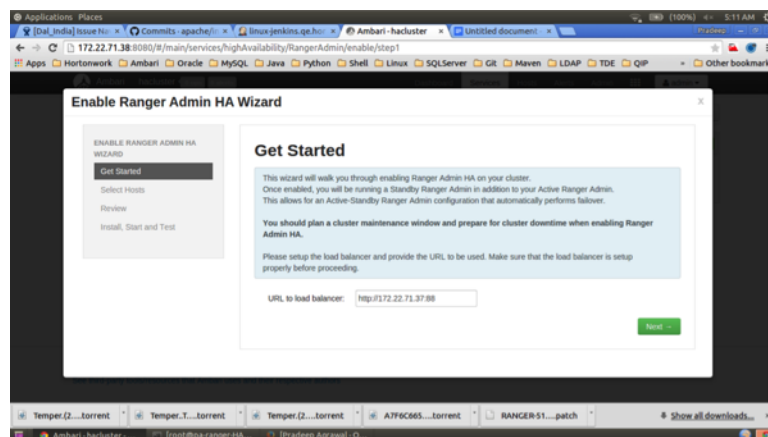 Applications Places
(100%)
5:11 AM
[Dal_India] Issue Na
Commits · apache/
linux-jenkins.qe.hor
Ambari - hacluster
Untitled document
Pradeep
172.22.71.38:8080/#/main/services/highAvailability/RangerAdmin/enable/step1
Apps Hortonwork Ambari Oracle MySQL Java Python Shell Linux SQLServer Git Maven LDAP TDE QIP » Other bookmark
Enable Ranger Admin HA Wizard X
ENABLE RANGER ADMIN HA
WIZARD
Get Started
Select Hosts
Review
Install, Start and Test
Get Started
This wizard will walk you through enabling Ranger Admin HA on your cluster.
Once enabled, you will be running a Standby Ranger Admin in addition to your Active Ranger Admin.
This allows for an Active-Standby Ranger Admin configuration that automatically performs failover.
You should plan a cluster maintenance window and prepare for cluster downtime when enabling Ranger
Admin HA.
Please setup the load balancer and provide the URL to be used. Make sure that the load balancer is setup
properly before proceeding.
URL to load balancer: http://172.22.71.37:88
Next →
Temper.(2....torrent
Temper..T....torrent
Temper.(2....torrent
A7F6C665....torrent
RANGER-51....patch
Show all downloads...
Ambari - hacluster -
[Pradeep Agrawal - O...